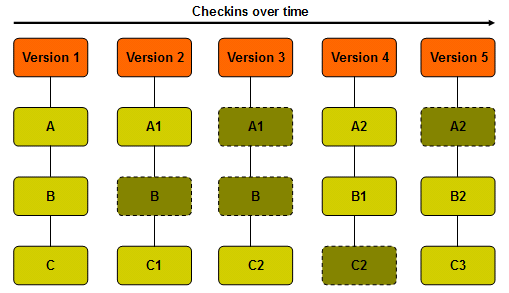 Checkins over time
Version 1 Version 2 Version 3 Version 4 Version 5
A A1 A1 A2 A2
B B B B1 B2
C C1 C2 C2 C3